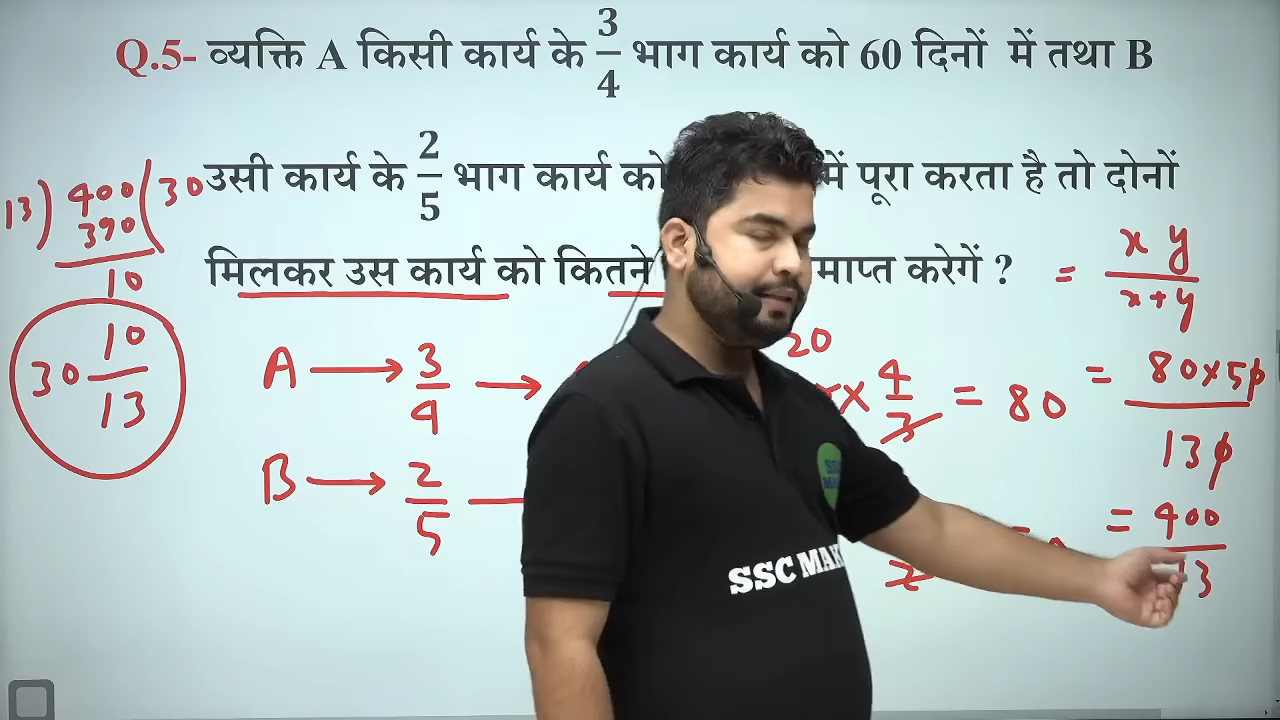 Q.5- व्यक्ति A किसी कार्य के 3/4 भाग कार्य को 60 दिनों में तथा B
उसी कार्य के 2/5 भाग कार्य को में पूरा करता है तो दोनों
मिलकर उस कार्य को कितने करेगें ?
= xy/x+y
13) 400 (30
390
10
30 10/13
A → 3/4 →
20
× 4/3 = 80
= 80×50/130
B → 2/5
2
= 400/13
SSC